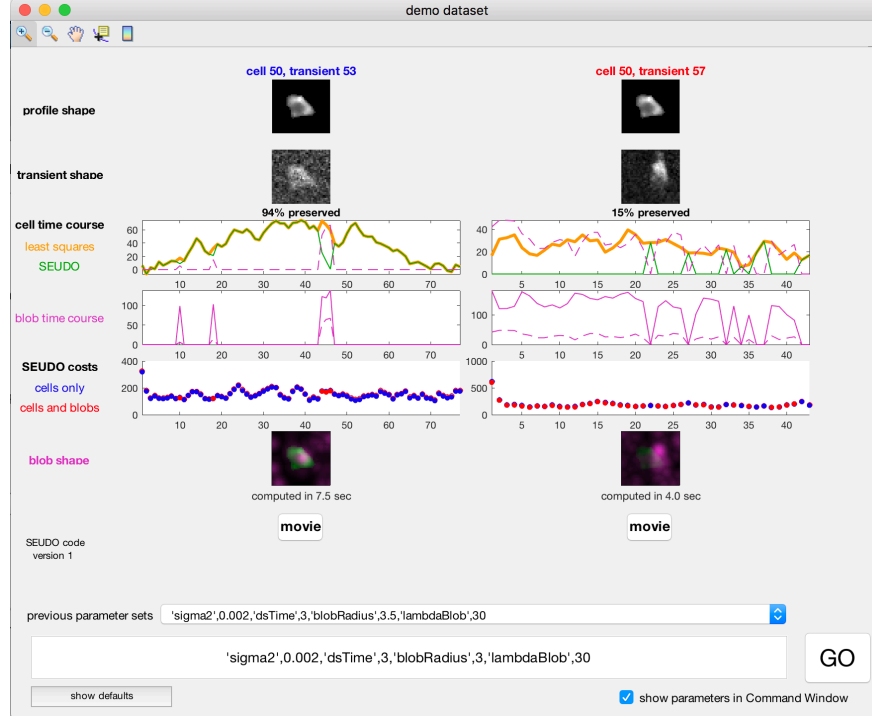 demo dataset
cell 50, transient 53
cell 50, transient 57
profile shape
transient shape
94% preserved
15% preserved
cell time course
least squares
SEUDO
60
40
20
0
10 20 30 40 50 60 70
40
20
0
5 10 15 20 25 30 35 40
blob time course
100
0
10 20 30 40 50 60 70
100
0
5 10 15 20 25 30 35 40
SEUDO costs
cells only
cells and blobs
400
200
0
10 20 30 40 50 60 70
1000
500
0
5 10 15 20 25 30 35 40
blob shape
computed in 7.5 sec
computed in 4.0 sec
movie
movie
SEUDO code
version 1
previous parameter sets
'sigma2',0.002,'dsTime',3,'blobRadius',3.5,'lambdaBlob',30
'sigma2',0.002,'dsTime',3,'blobRadius',3,'lambdaBlob',30
GO
show defaults
show parameters in Command Window